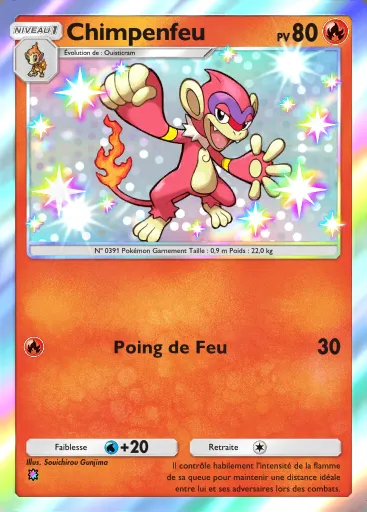 NIVEAU 1
Chimpenfeu
PV 80
Évolution de : Ouisticram
N° 0391 Pokémon Garnement Taille : 0,9 m Poids : 22,0 kg
Poing de Feu 30
Faiblesse +20 Retraite
Illus. Souichirou Gunjima
Il contrôle habilement l'intensité de la flamme
de sa queue pour maintenir une distance idéale
entre lui et ses adversaires lors des combats.